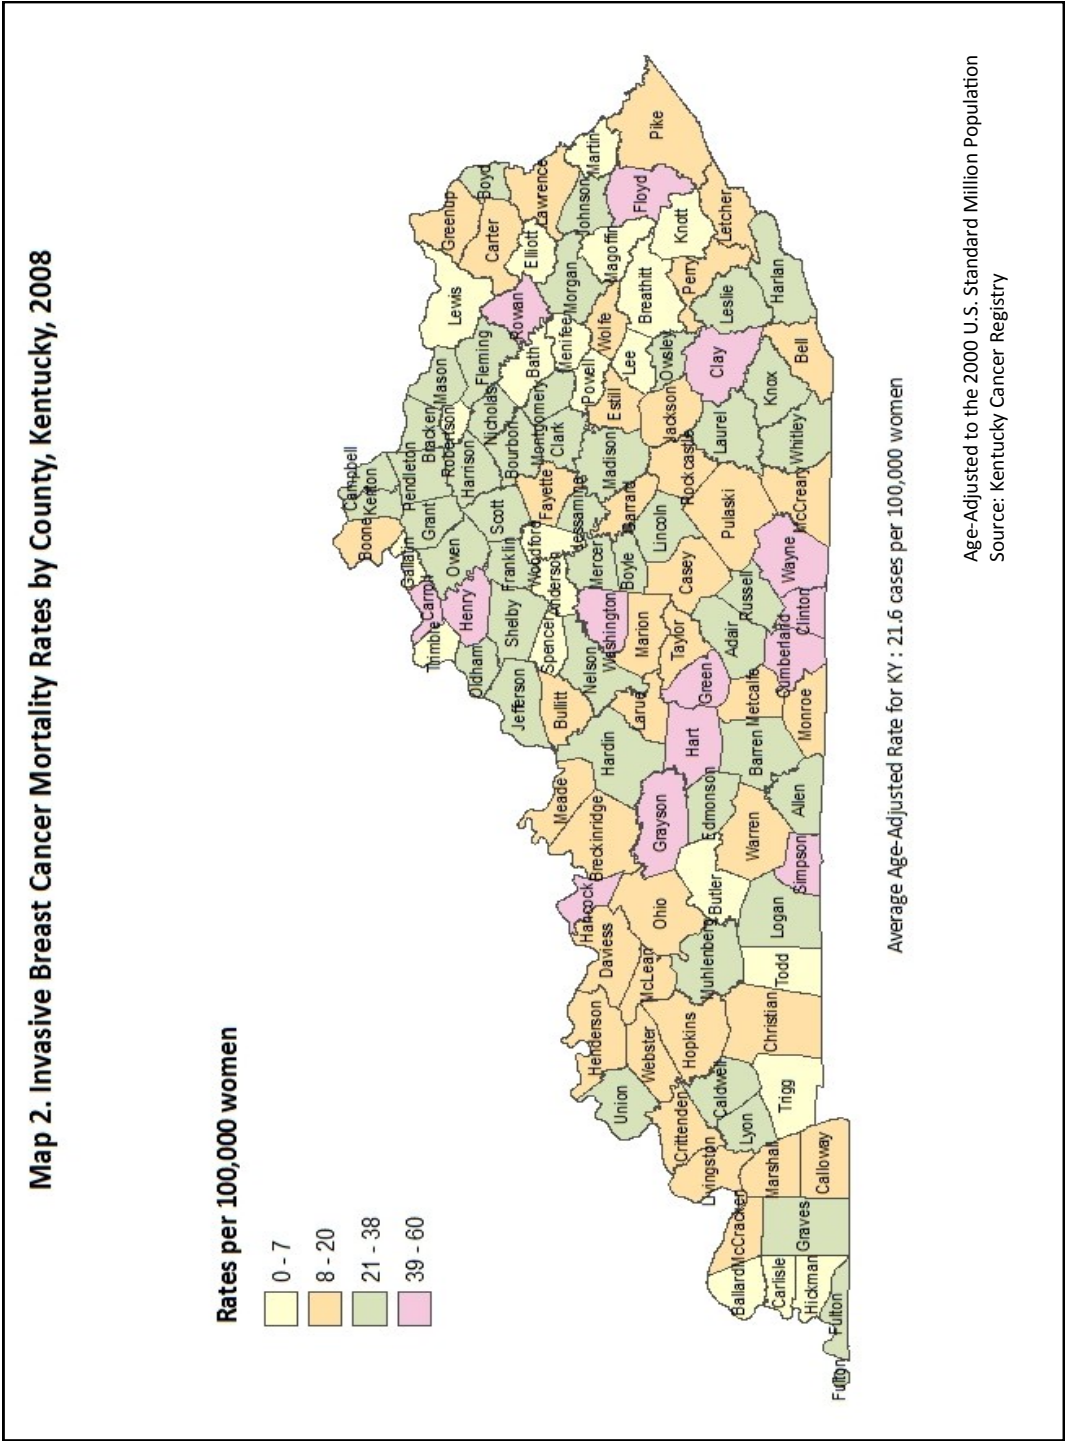 Map 2. Invasive Breast Cancer Mortality Rates by County, Kentucky, 2008
Rates per 100,000 women
0 - 7
8 - 20
21 - 38
39 - 60
Campbell
Kenton
Boone
Gallatin
Pendleton
Bracken
Mason
Robertson
Grant
Owen
Carroll
Trimble
Henry
Oldham
Lewis
Greenup
Boyd
Carter
Fleming
Rowan
Nicholas
Harrison
Scott
Franklin
Shelby
Jefferson
Bourbon
Bath
Elliott
Lawrence
Montgomery
Menifee
Morgan
Johnson
Martin
Fayette
Clark
Woodford
Anderson
Spencer
Bullitt
Meade
Breckinridge
Hancock
Powell
Wolfe
Magoffin
Floyd
Pike
Jessamine
Madison
Estill
Lee
Breathitt
Knott
Mercer
Garrard
Washington
Nelson
Hardin
Daviess
Henderson
Union
Boyle
Lincoln
Jackson
Owsley
Perry
Letcher
Marion
Larue
Casey
Rockcastle
Clay
Leslie
Harlan
Taylor
Green
Hart
Grayson
Ohio
McLean
Webster
Crittenden
Livingston
Pulaski
Laurel
Knox
Bell
Whitley
McCreary
Adair
Russell
Wayne
Clinton
Cumberland
Metcalfe
Monroe
Barren
Allen
Edmonson
Warren
Simpson
Butler
Logan
Muhlenberg
Todd
Hopkins
Christian
Caldwell
Lyon
Trigg
Marshall
Calloway
McCracken
Graves
Ballard
Carlisle
Hickman
Fulton
Fulton
Average Age-Adjusted Rate for KY : 21.6 cases per 100,000 women
Age-Adjusted to the 2000 U.S. Standard Million Population
Source: Kentucky Cancer Registry